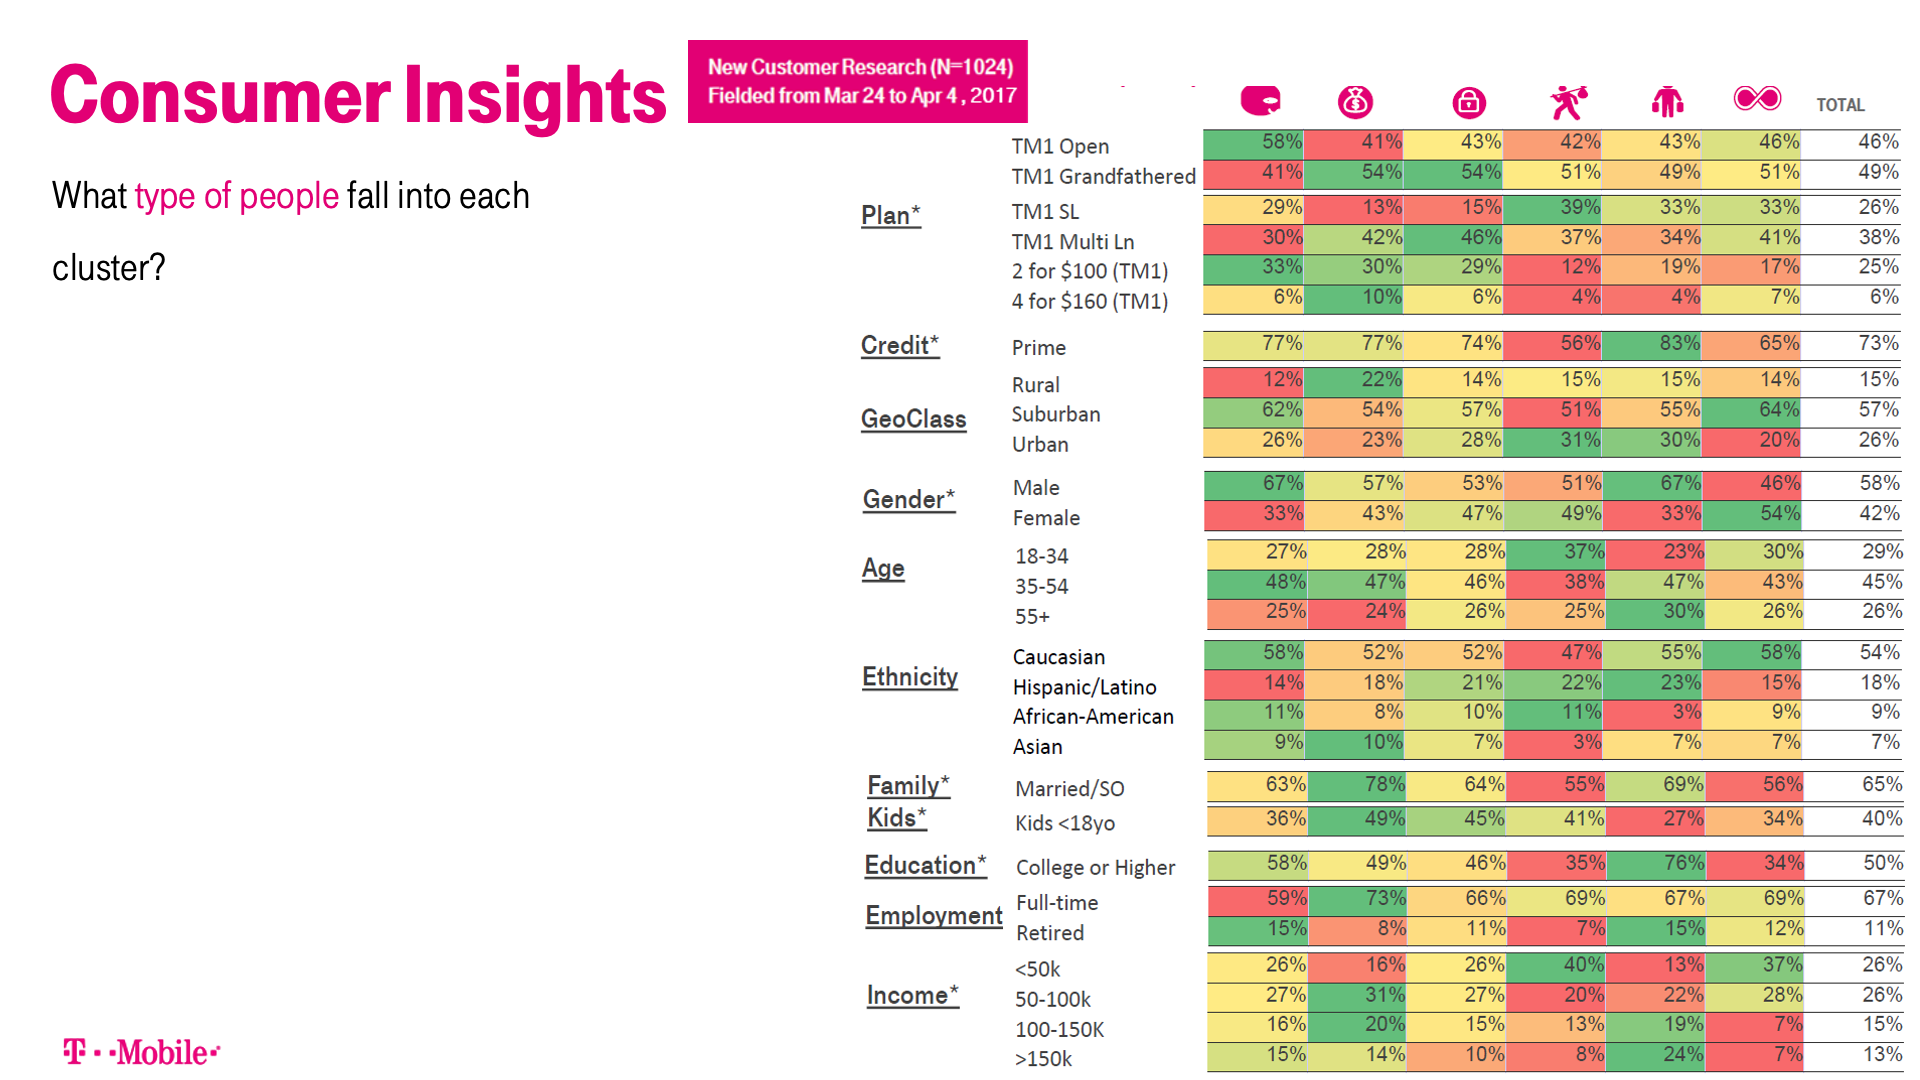 Consumer Insights
New Customer Research (N=1024)
Fielded from Mar 24 to Apr 4 , 2017
What type of people fall into each
cluster?
TOTAL
Plan*
TM1 Open 58% 41% 43% 42% 43% 46% 46%
TM1 Grandfathered 41% 54% 54% 51% 49% 51% 49%
TM1 SL 29% 13% 15% 39% 33% 33% 26%
TM1 Multi Ln 30% 42% 46% 37% 34% 41% 38%
2 for $100 (TM1) 33% 30% 29% 12% 19% 17% 25%
4 for $160 (TM1) 6% 10% 6% 4% 4% 7% 6%
Credit* Prime 77% 77% 74% 56% 83% 65% 73%
GeoClass
Rural 12% 22% 14% 15% 15% 14% 15%
Suburban 62% 54% 57% 51% 55% 64% 57%
Urban 26% 23% 28% 31% 30% 20% 26%
Gender*
Male 67% 57% 53% 51% 67% 46% 58%
Female 33% 43% 47% 49% 33% 54% 42%
Age
18-34 27% 28% 28% 37% 23% 30% 29%
35-54 48% 47% 46% 38% 47% 43% 45%
55+ 25% 24% 26% 25% 30% 26% 26%
Ethnicity
Caucasian 58% 52% 52% 47% 55% 58% 54%
Hispanic/Latino 14% 18% 21% 22% 23% 15% 18%
African-American 11% 8% 10% 11% 3% 9% 9%
Asian 9% 10% 7% 3% 7% 7% 7%
Family* Married/SO 63% 78% 64% 55% 69% 56% 65%
Kids* Kids <18yo 36% 49% 45% 41% 27% 34% 40%
Education* College or Higher 58% 49% 46% 35% 76% 34% 50%
Employment
Full-time 59% 73% 66% 69% 67% 69% 67%
Retired 15% 8% 11% 7% 15% 12% 11%
Income*
<50k 26% 16% 26% 40% 13% 37% 26%
50-100k 27% 31% 27% 20% 22% 28% 26%
100-150K 16% 20% 15% 13% 19% 7% 15%
>150k 15% 14% 10% 8% 24% 7% 13%
T··Mobile·